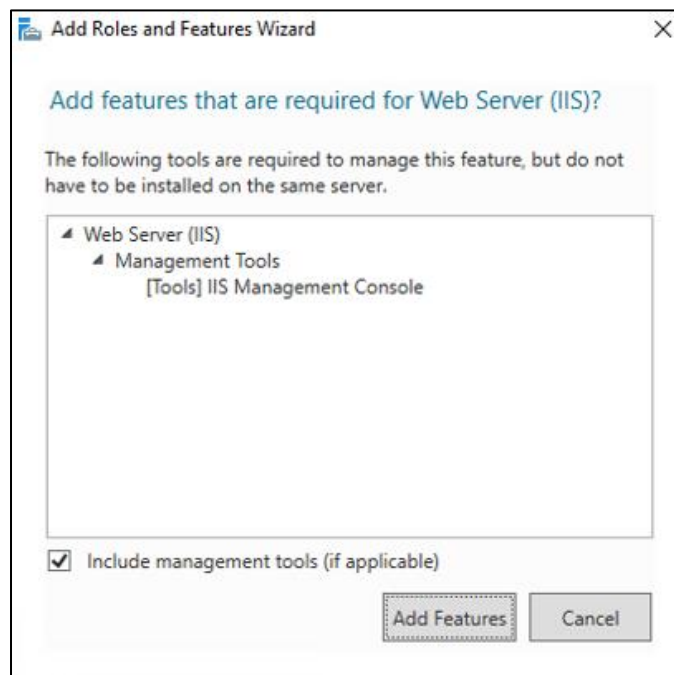 Add Roles and Features Wizard
Add features that are required for Web Server (IIS)?
The following tools are required to manage this feature, but do not
have to be installed on the same server.
Web Server (IIS)
Management Tools
[Tools] IIS Management Console
Include management tools (if applicable)
Add Features
Cancel